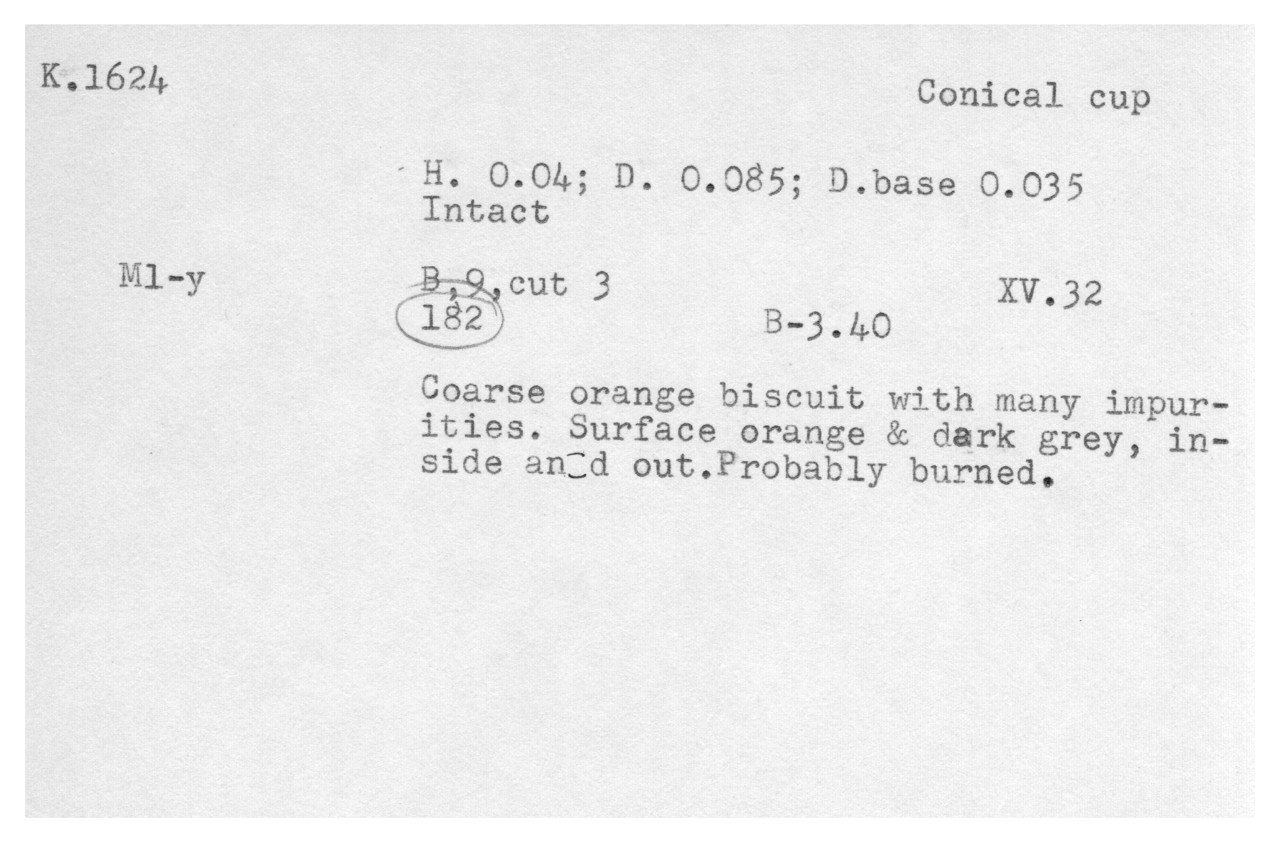 K.1624
Conical cup
H. 0.04; D. 0.085; D.base 0.035
Intact
M1-y
B,9,cut 3
XV.32
182
B-3.40
Coarse orange biscuit with many impur-
ities. Surface orange & dark grey, in-
side and out.Probably burned.